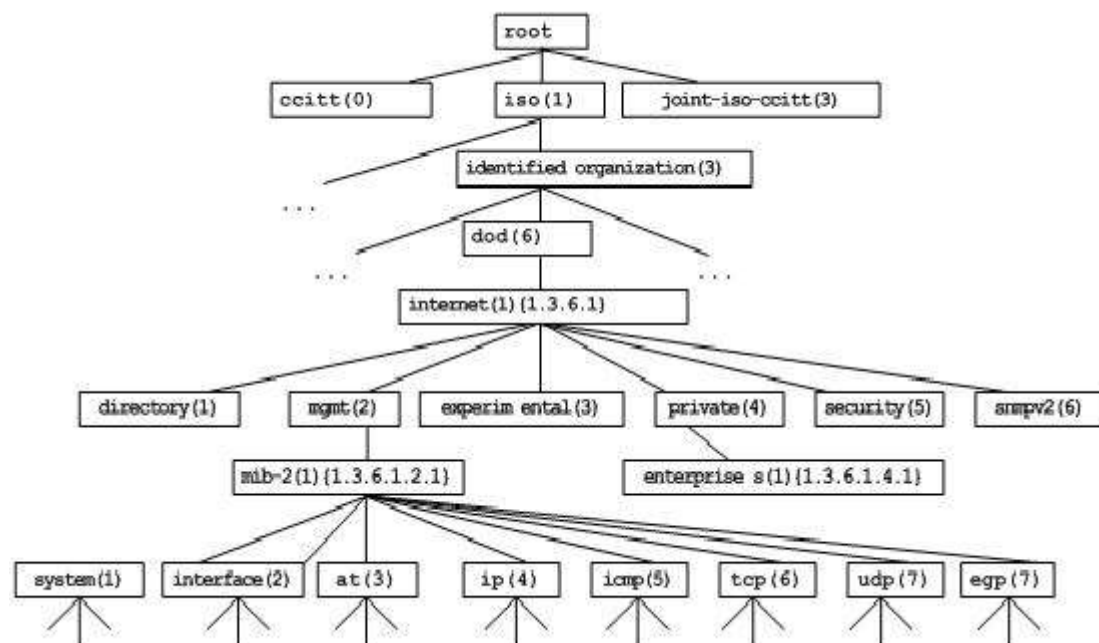 root
ccitt(0) iso(1) joint-iso-ccitt(3)
identified organization(3)
...
dod(6)
... ...
internet(1){1.3.6.1}
directory(1) mgmt(2) experim ental(3) private(4) security(5) snmpv2(6)
mib-2(1){1.3.6.1.2.1} enterprise s(1){1.3.6.1.4.1}
system(1) interface(2) at(3) ip(4) icmp(5) tcp(6) udp(7) egp(7)